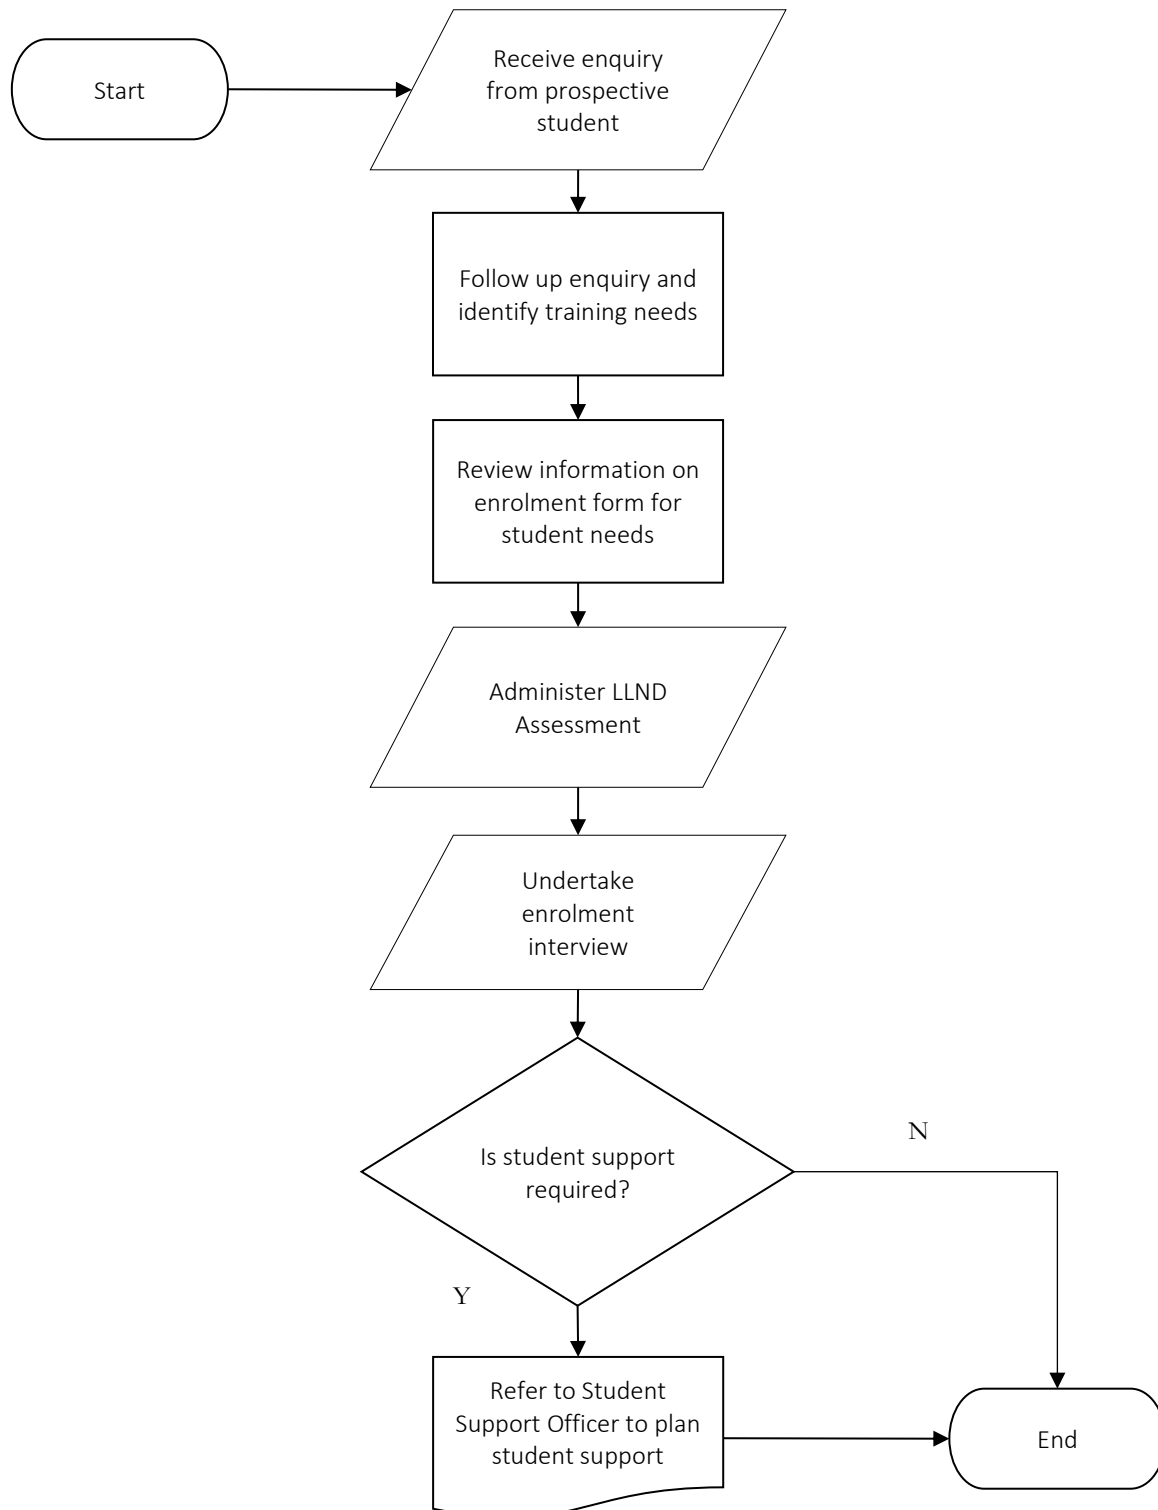 Start
Receive enquiry
from prospective
student
Follow up enquiry and
identify training needs
Review information on
enrolment form for
student needs
Administer LLND
Assessment
Undertake
enrolment
interview
Is student support
required?
N
Y
Refer to Student
Support Officer to plan
student support
End